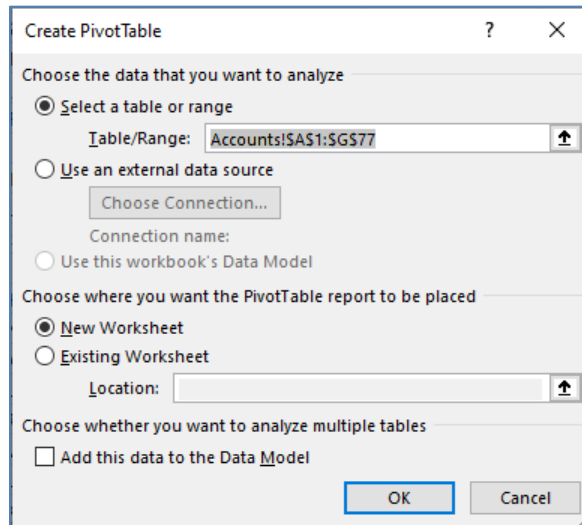 Create PivotTable ? ×
Choose the data that you want to analyze
Select a table or range
Table/Range: Accounts!$A$1:$G$77
Use an external data source
Choose Connection...
Connection name:
Use this workbook's Data Model
Choose where you want the PivotTable report to be placed
New Worksheet
Existing Worksheet
Location:
Choose whether you want to analyze multiple tables
Add this data to the Data Model
OK Cancel